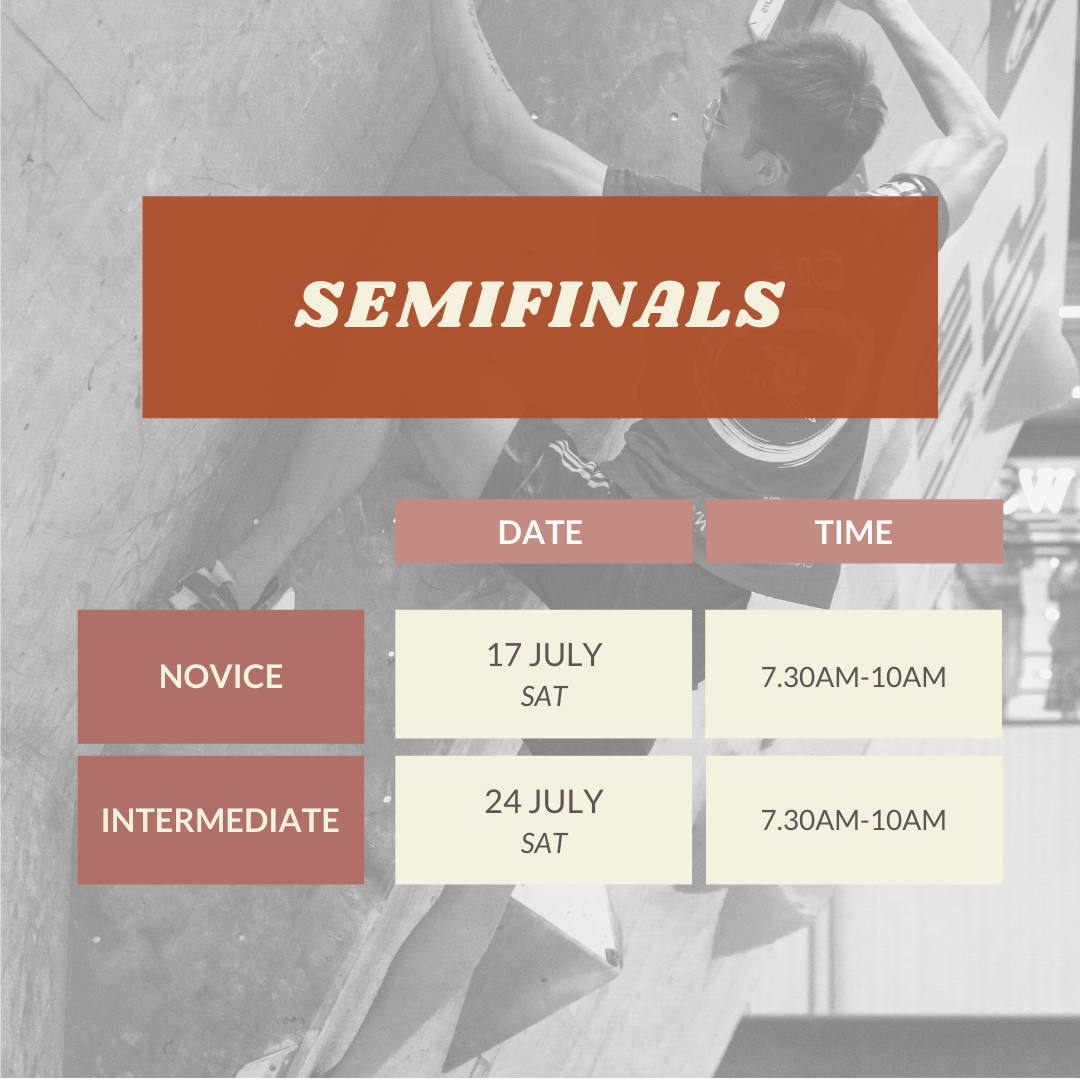 SEMIFINALS
DATE
TIME
NOVICE
17 JULY
SAT
7.30AM-10AM
INTERMEDIATE
24 JULY
SAT
7.30AM-10AM
W